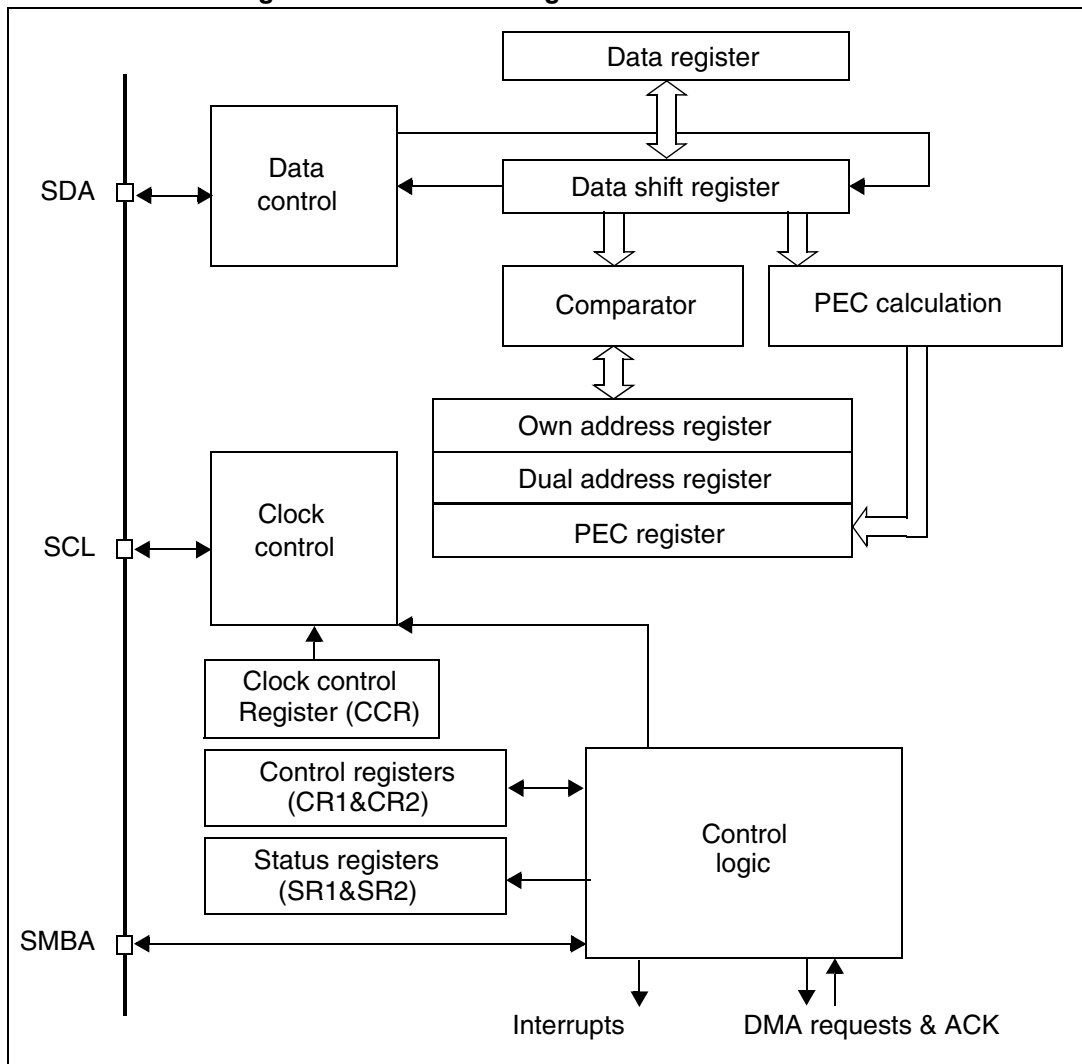 Data register
Data
control
SDA
Data shift register
Comparator
PEC calculation
Own address register
Dual address register
PEC register
Clock
control
SCL
Clock control
Register (CCR)
Control registers
(CR1&CR2)
Status registers
(SR1&SR2)
Control
logic
SMBA
Interrupts
DMA requests & ACK